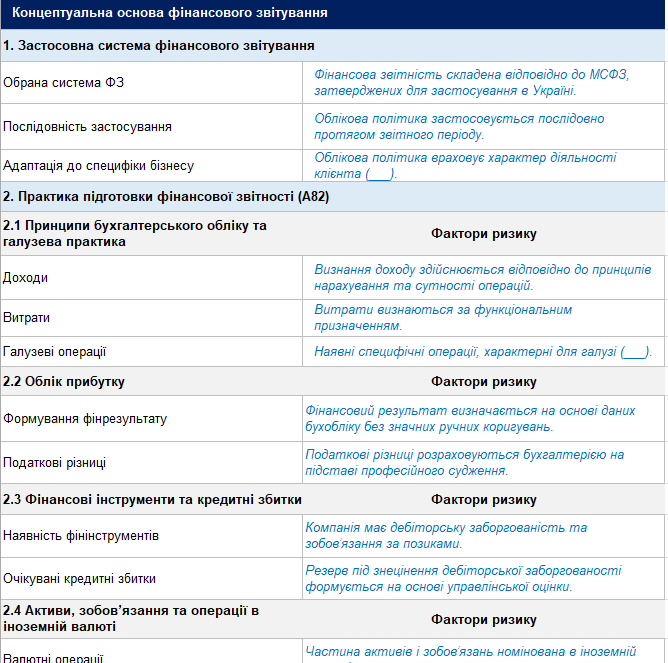 Концептуальна основа фінансового звітування
1. Застосовна система фінансового звітування
Обрана система ФЗ
Фінансова звітність складена відповідно до МСФЗ,
затверджених для застосування в Україні.
Послідовність застосування
Облікова політика застосовується послідовно
протягом звітного періоду.
Адаптація до специфіки бізнесу
Облікова політика враховує характер діяльності
клієнта (___).
2. Практика підготовки фінансової звітності (А82)
2.1 Принципи бухгалтерського обліку та
галузева практика
Фактори ризику
Доходи
Визнання доходу здійснюється відповідно до принципів
нарахування та сутності операцій.
Витрати
Витрати визнаються за функціональним
призначенням.
Галузеві операції
Наявні специфічні операції, характерні для галузі (___).
2.2 Облік прибутку
Фактори ризику
Формування фінрезультату
Фінансовий результат визначається на основі даних
бухобліку без значних ручних коригувань.
Податкові різниці
Податкові різниці розраховуються бухгалтерією на
підставі професійного судження.
2.3 Фінансові інструменти та кредитні збитки
Фактори ризику
Наявність фінінструментів
Компанія має дебіторську заборгованість та
зобов'язання за позиками.
Очікувані кредитні збитки
Резерв під знецінення дебіторської заборгованості
формується на основі управлінської оцінки.
2.4 Активи, зобов’язання та операції в
іноземній валюті
Фактори ризику
Валютні операції
Частина активів і зобов'язань номінована в іноземній